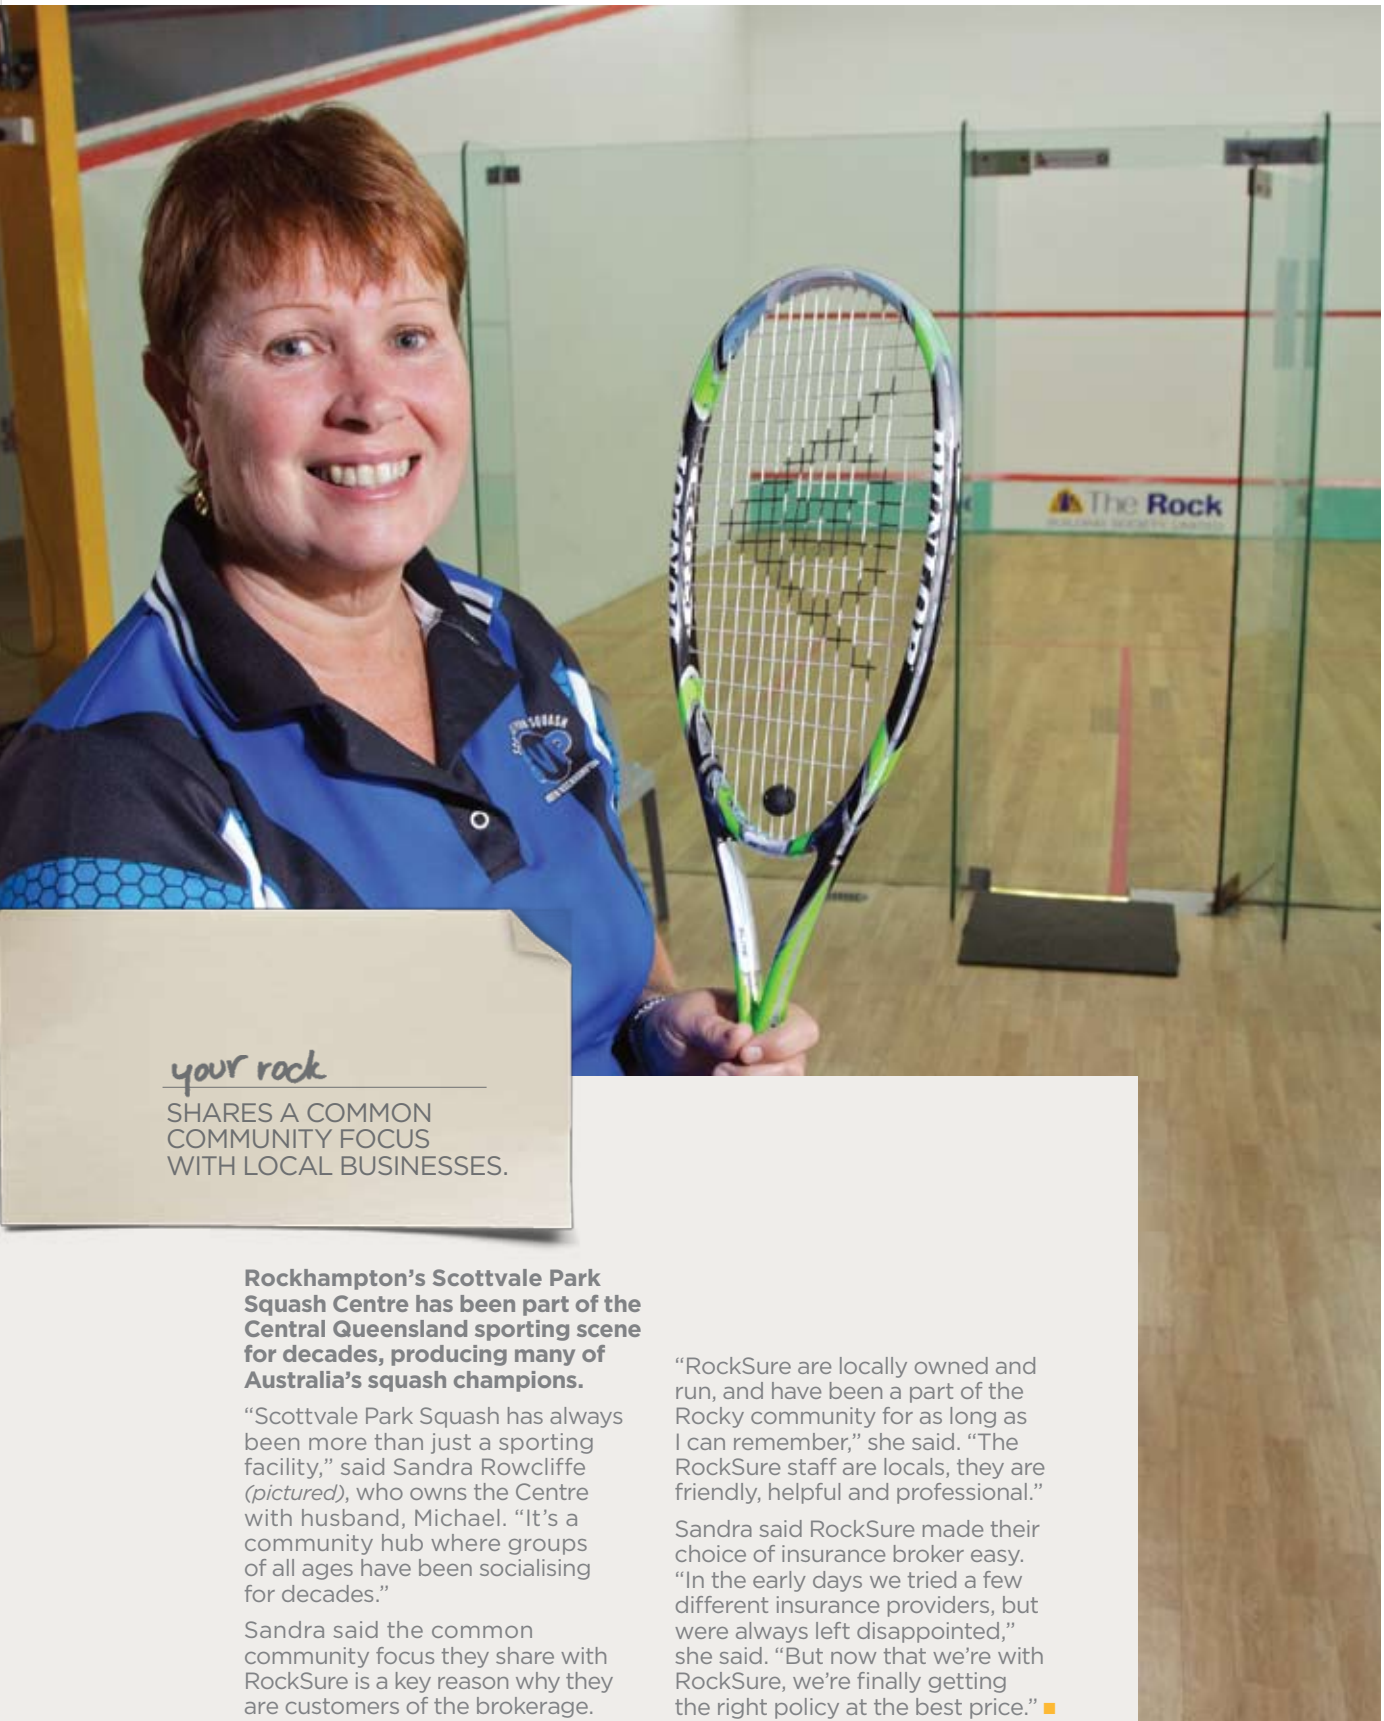 The Rock
BUILDING SOCIETY LIMITED
DUNLOP
SQUASH
your rock
SHARES A COMMON
COMMUNITY FOCUS
WITH LOCAL BUSINESSES.
Rockhampton’s Scottvale Park
Squash Centre has been part of the
Central Queensland sporting scene
for decades, producing many of
Australia’s squash champions.
“Scottvale Park Squash has always
been more than just a sporting
facility,” said Sandra Rowcliffe
(pictured), who owns the Centre
with husband, Michael. “It’s a
community hub where groups
of all ages have been socialising
for decades.”
Sandra said the common
community focus they share with
RockSure is a key reason why they
are customers of the brokerage.
“RockSure are locally owned and
run, and have been a part of the
Rocky community for as long as
I can remember,” she said. “The
RockSure staff are locals, they are
friendly, helpful and professional.”
Sandra said RockSure made their
choice of insurance broker easy.
“In the early days we tried a few
different insurance providers, but
were always left disappointed,”
she said. “But now that we’re with
RockSure, we’re finally getting
the right policy at the best price.”